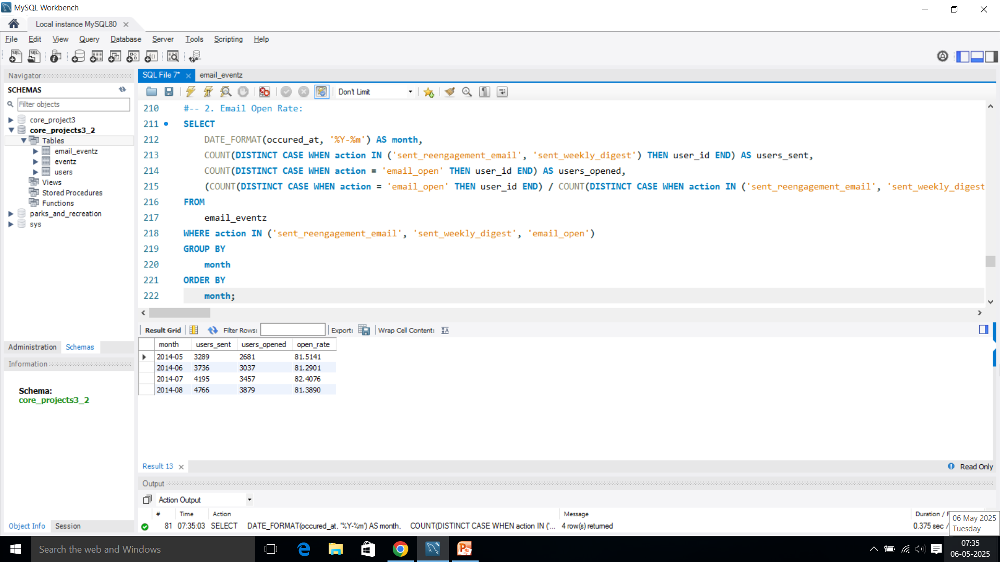 MySQL Workbench
Local instance MySQL80
File Edit View Query Database Server Tools Scripting Help
Navigator
SQL File 7* email_eventz
SCHEMAS
Don't Limit
Filter objects
core_project3
core_projects3_2
Tables
email_eventz
eventz
users
Views
Stored Procedures
Functions
parks_and_recreation
sys
210 #-- 2. Email Open Rate:
211 SELECT
212 DATE_FORMAT(occured_at, '%Y-%m') AS month,
213 COUNT(DISTINCT CASE WHEN action IN ('sent_reengagement_email', 'sent_weekly_digest') THEN user_id END) AS users_sent,
214 COUNT(DISTINCT CASE WHEN action = 'email_open' THEN user_id END) AS users_opened,
215 (COUNT(DISTINCT CASE WHEN action = 'email_open' THEN user_id END) / COUNT(DISTINCT CASE WHEN action IN ('sent_reengagement_email', 'sent_weekly_digest
216 FROM
217 email_eventz
218 WHERE action IN ('sent_reengagement_email', 'sent_weekly_digest', 'email_open')
219 GROUP BY
220 month
221 ORDER BY
222 month;
Result Grid Filter Rows: Export: Wrap Cell Content:
month users_sent users_opened open_rate
2014-05 3289 2681 81.5141
2014-06 3736 3037 81.2901
2014-07 4195 3457 82.4076
2014-08 4766 3879 81.3890
Administration Schemas
Information
Schema:
core_projects3_2
Result 13
Read Only
Output
Action Output
# Time Action Message Duration /
81 07:35:03 SELECT DATE_FORMAT(occured_at, '%Y-%m') AS month, COUNT(DISTINCT CASE WHEN action IN ('... 4 row(s) returned 0.375 sec /
Object Info Session
06 May 2025
Tuesday
Search the web and Windows
07:35
06-05-2025